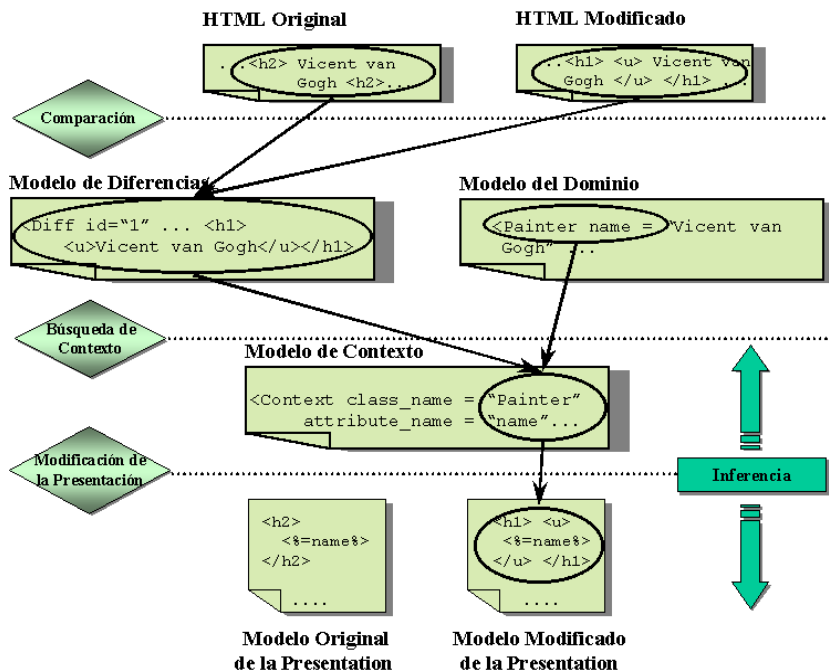 HTML Original
HTML Modificado
...<h2> Vicent van
Gogh <h2>...
...<h1> <u> Vicent van
Gogh </u> </h1> ...
Comparación
Modelo de Diferencias
Modelo del Dominio
<Diff id=“1” ... <h1>
<u>Vicent van Gogh</u></h1>
<Painter name = “Vicent van
Gogh” ...
Búsqueda de
Contexto
Modelo de Contexto
<Context class_name = “Painter”
attribute_name = “name”...
Modificación de
la Presentación
Inferencia
<h2>
<%=name%>
</h2>
....
<h1> <u>
<%=name%>
</u> </h1>
....
Modelo Original
de la Presentation
Modelo Modificado
de la Presentation